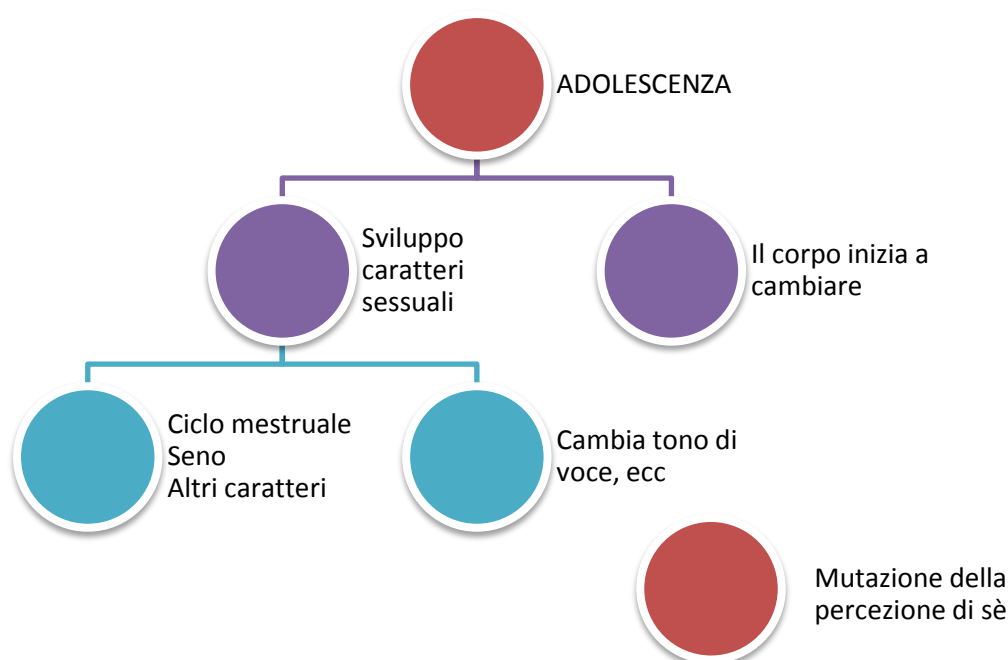 ADOLESCENZA
Sviluppo
caratteri
sessuali
Il corpo inizia a
cambiare
Ciclo mestruale
Seno
Altri caratteri
Cambia tono di
voce, ecc
Mutazione della
percezione di sè